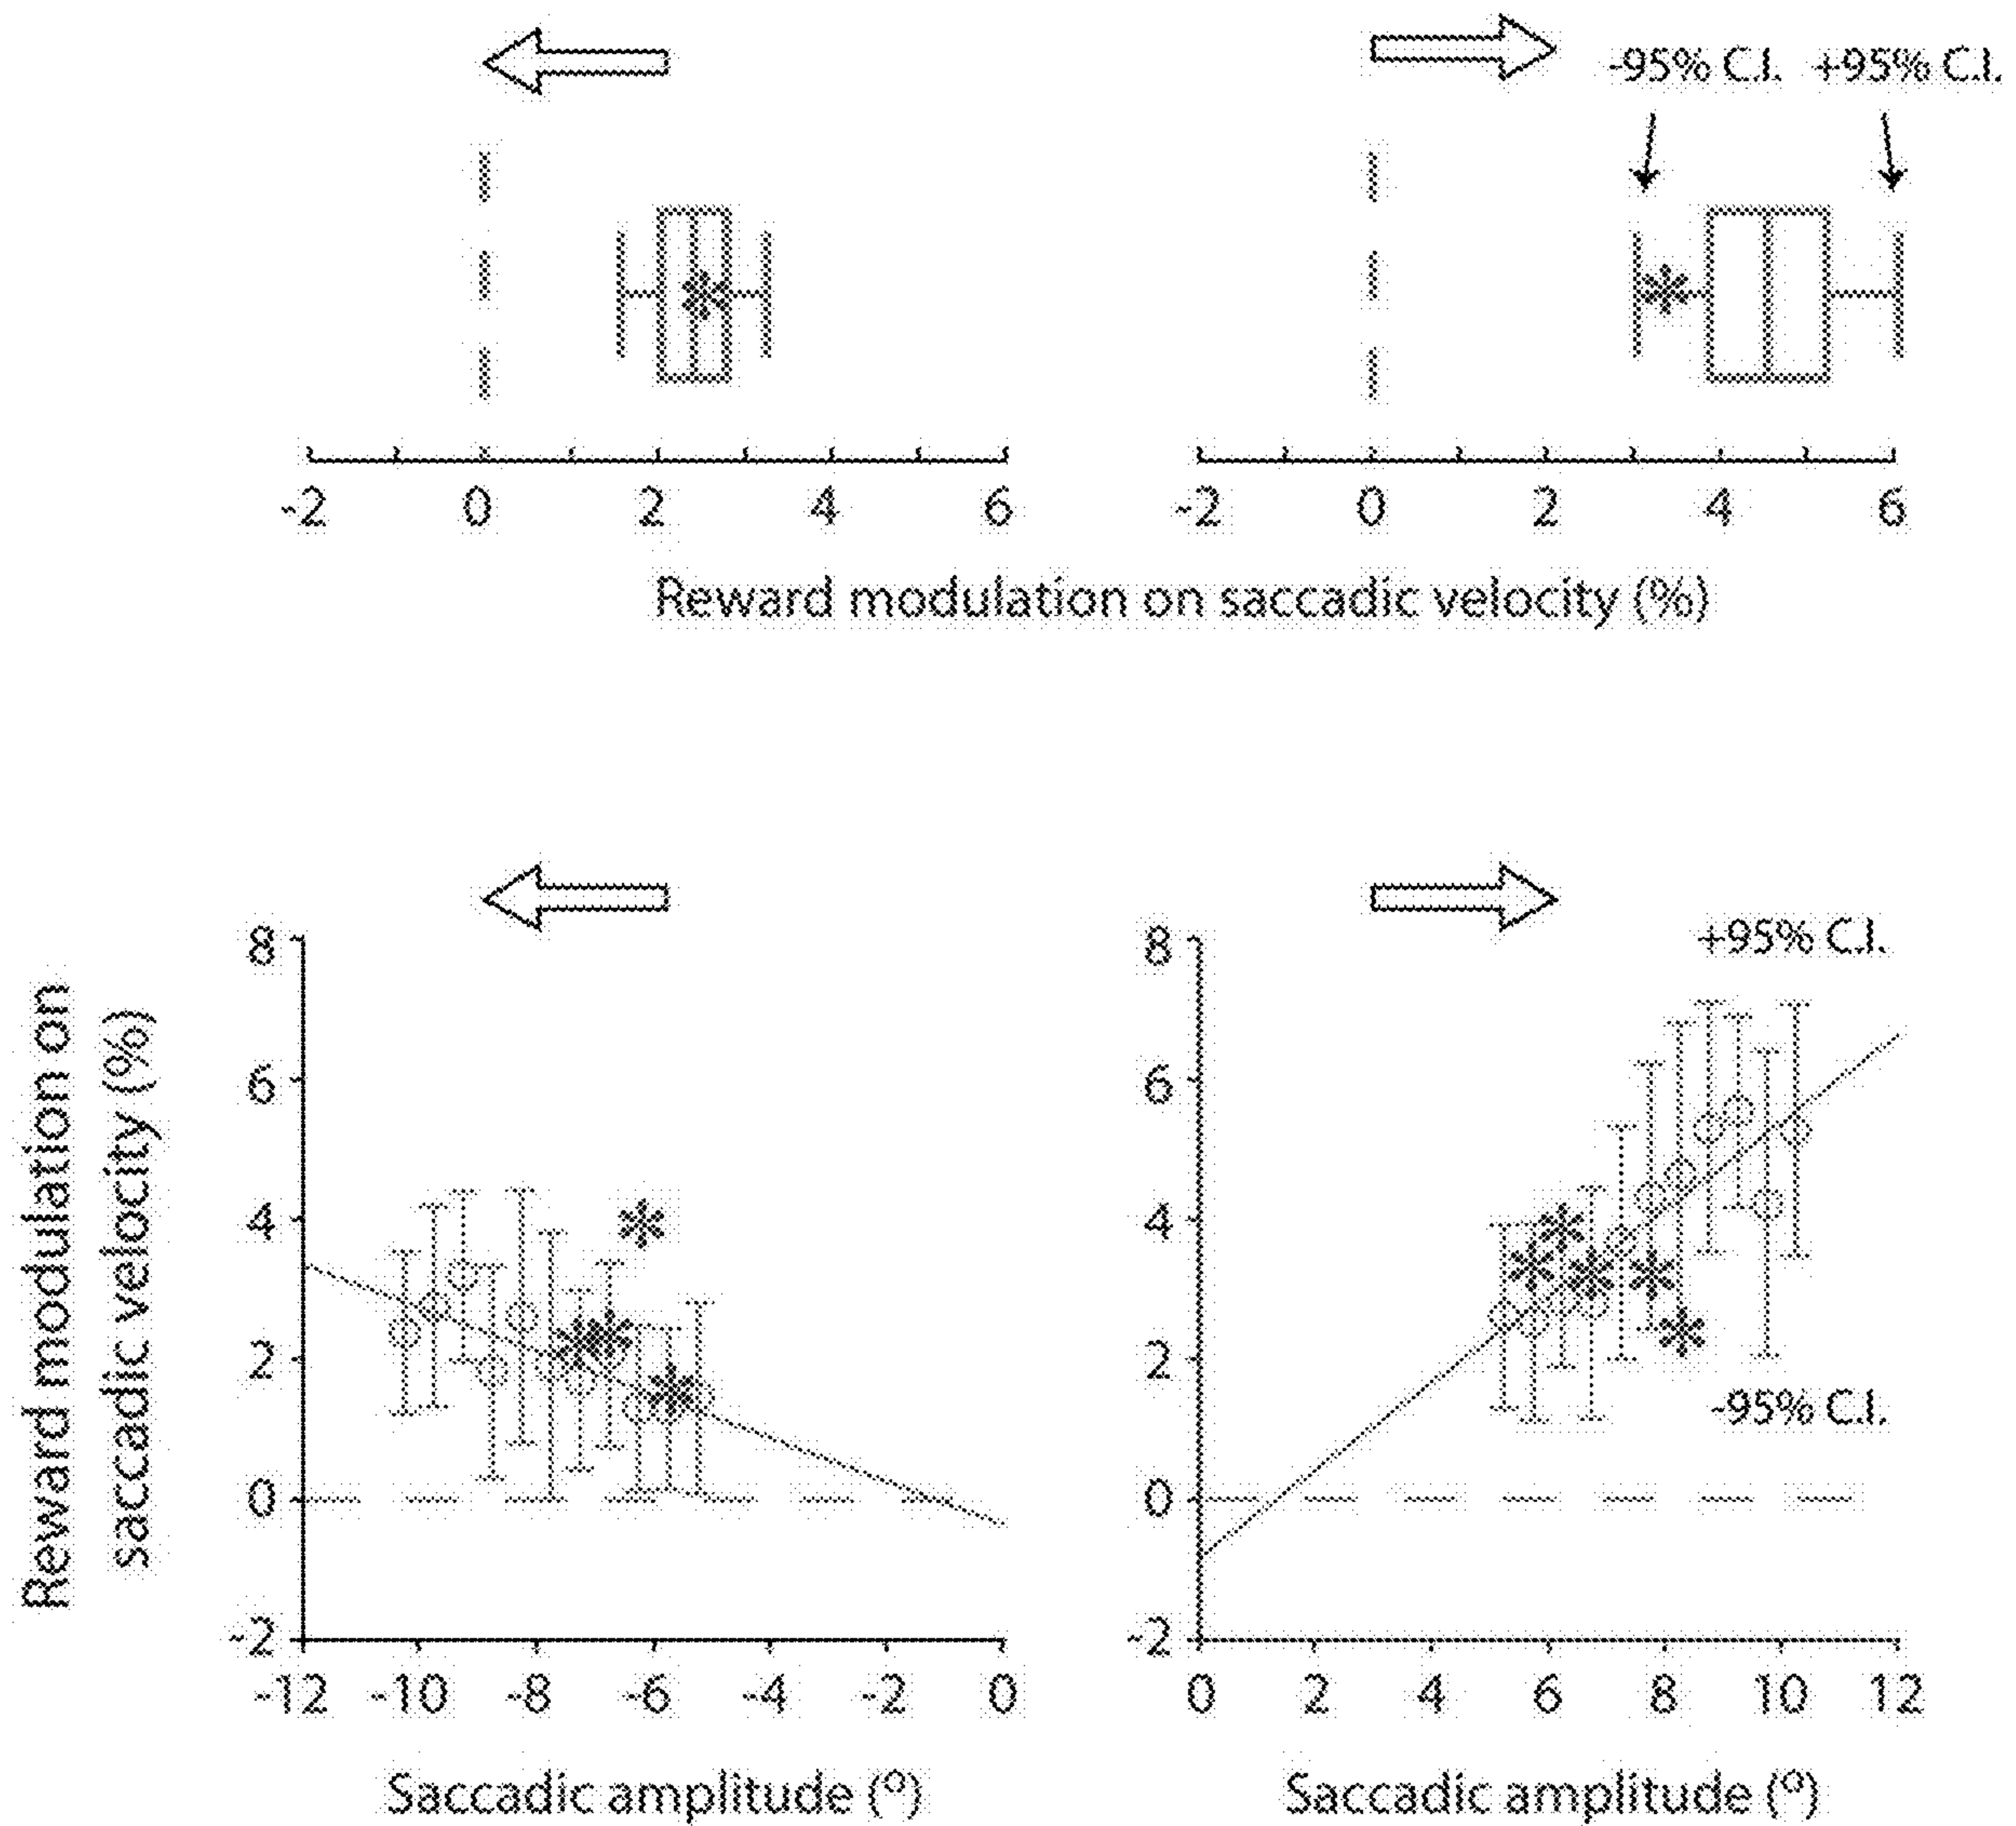 -95% C.I. +95% C.I.
-2 0 2 4 6
-2 0 2 4 6
Reward modulation on saccadic velocity (%)
Reward modulation on
saccadic velocity (%)
8
6
4
2
0
-2
-12 -10 -8 -6 -4 -2 0
Saccadic amplitude (º)
+95% C.I.
8
6
4
2
0
-2
-95% C.I.
0 2 4 6 8 10 12
Saccadic amplitude (º)